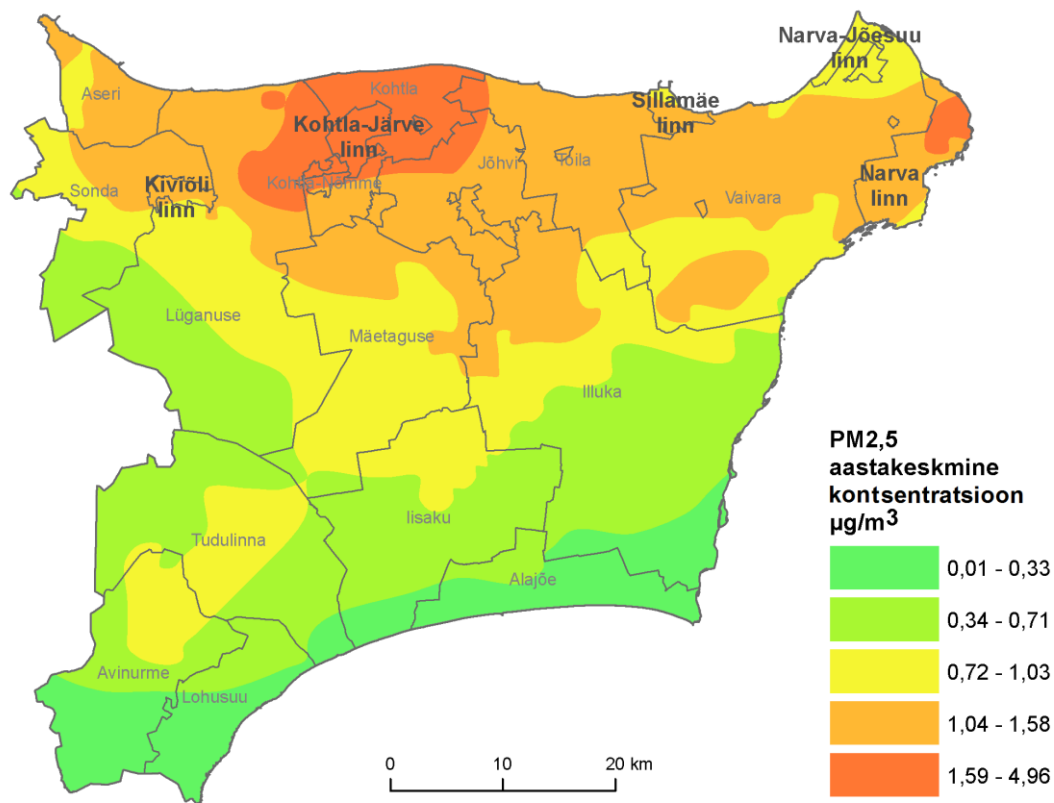 Narva-Jõesuu
linn
Aseri
Kohtla
Sillamäe
linn
Kohtla-Järve
linn
Jõhvi
Toila
Sonda
Kiviõli
linn
Kohtla-Nõmme
Vaivara
Narva
linn
Lüganuse
Mäetaguse
Illuka
Iisaku
Tudulinna
Alajõe
Avinurme
Lohusuu
PM2,5
aastakeskmine
kontsentratsioon
µg/m³
0,01 - 0,33
0,34 - 0,71
0,72 - 1,03
1,04 - 1,58
1,59 - 4,96
0 10 20 km